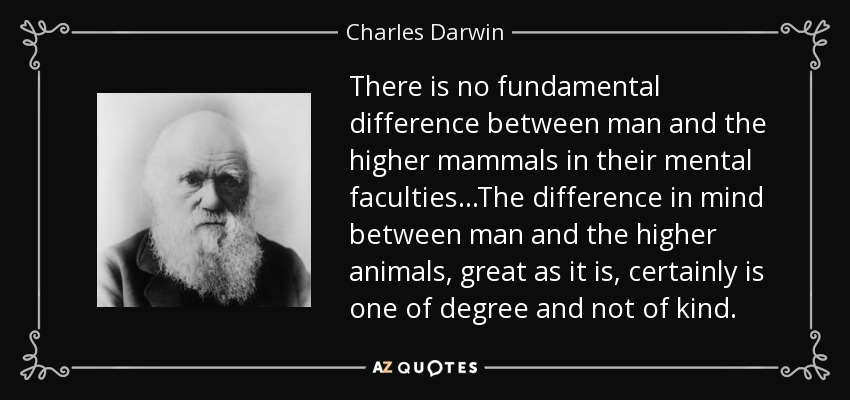 Charles Darwin
There is no fundamental
difference between man and the
higher mammals in their mental
faculties...The difference in mind
between man and the higher
animals, great as it is, certainly is
one of degree and not of kind.
AZ QUOTES